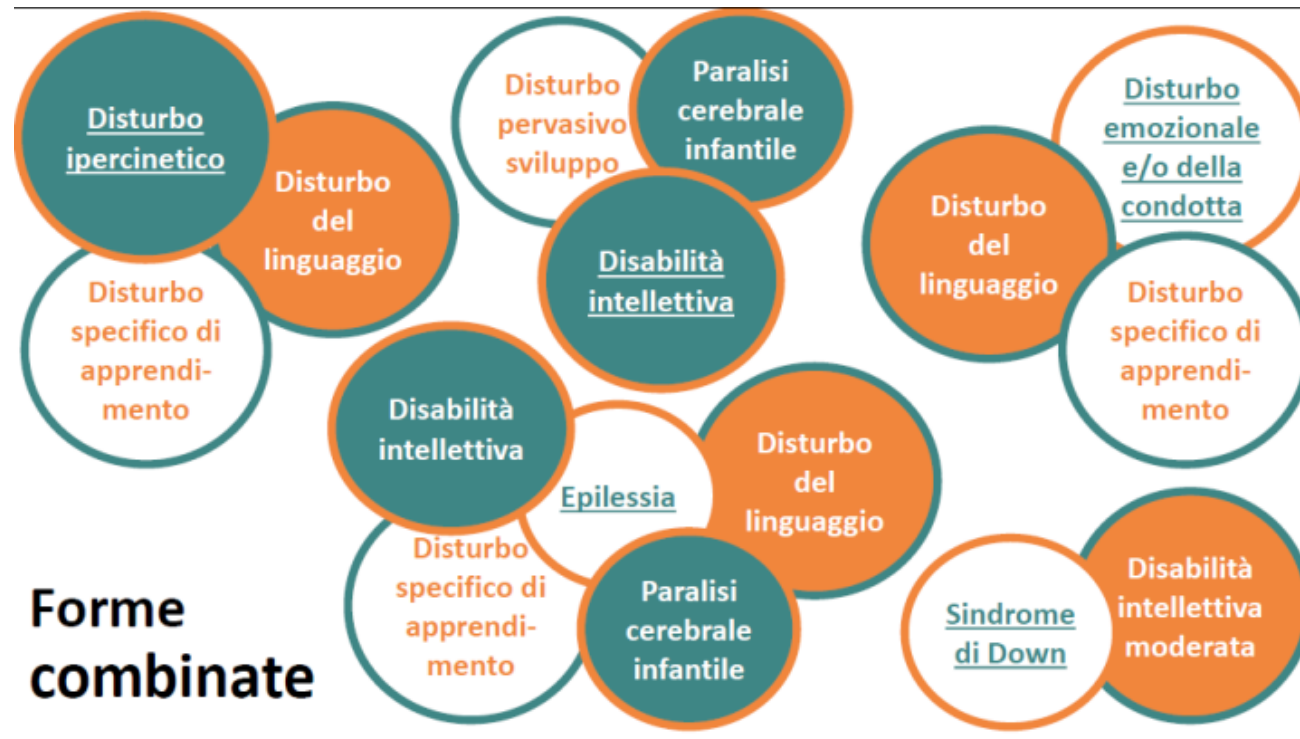 Disturbo
ipercinetico
Disturbo
del
linguaggio
Disturbo
specifico di
apprendi-
mento
Disturbo
pervasivo
sviluppo
Paralisi
cerebrale
infantile
Disabilità
intellettiva
Disturbo
emozionale
e/o della
condotta
Disturbo
del
linguaggio
Disturbo
specifico di
apprendi-
mento
Disabilità
intellettiva
Epilessia
Disturbo
del
linguaggio
Disturbo
specifico di
apprendi-
mento
Paralisi
cerebrale
infantile
Sindrome
di Down
Disabilità
intellettiva
moderata
Forme
combinate